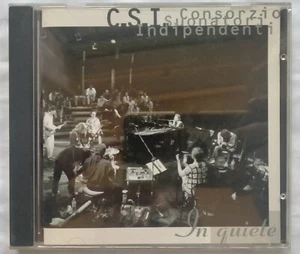 C.S.I. Consorzio
Suonatori
Indipendenti
In quiete